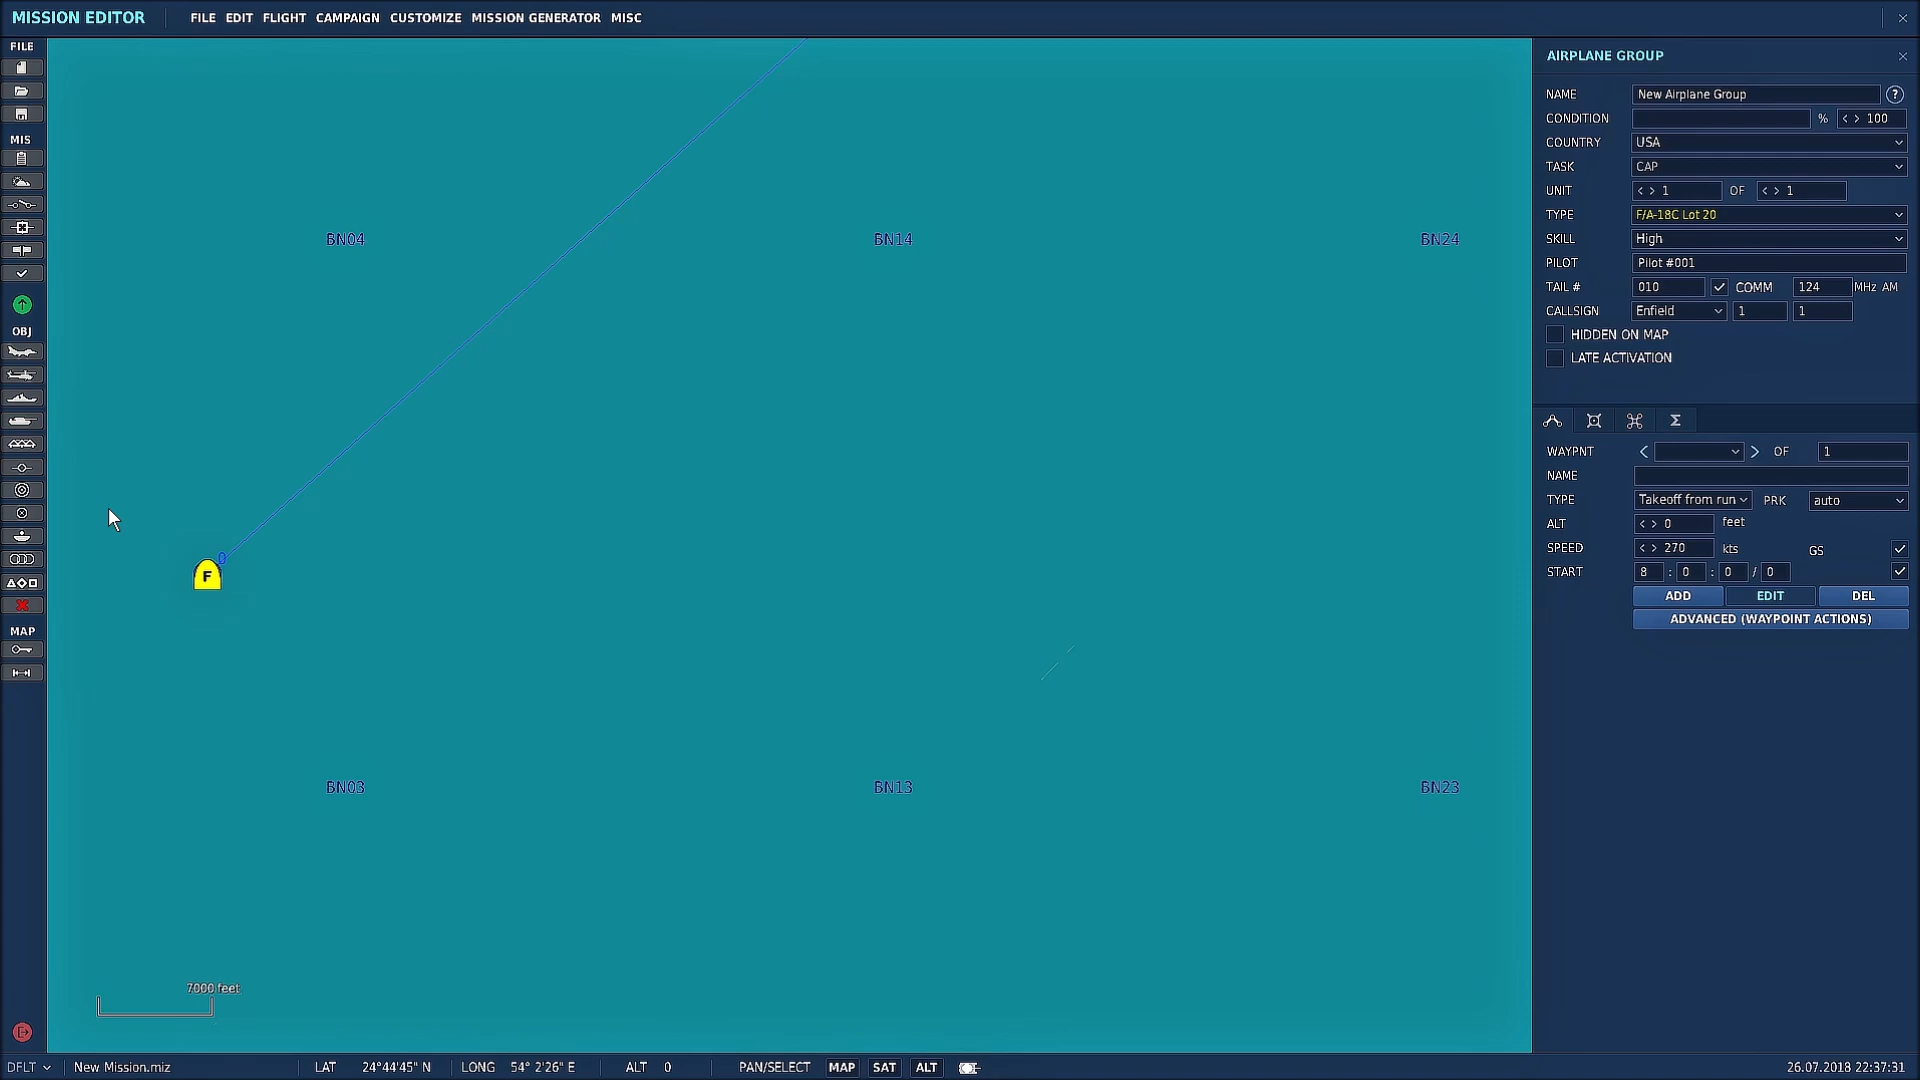 MISSION EDITOR FILE EDIT FLIGHT CAMPAIGN CUSTOMIZE MISSION GENERATOR MISC
FILE
MIS
OBJ
MAP
BN04 BN14 BN24
0
F
BN03 BN13 BN23
7000 feet
AIRPLANE GROUP
NAME New Airplane Group ?
CONDITION % < > 100
COUNTRY USA
TASK CAP
UNIT < > 1 OF < > 1
TYPE F/A-18C Lot 20
SKILL High
PILOT Pilot #001
TAIL # 010 COMM 124 MHz AM
CALLSIGN Enfield 1 1
HIDDEN ON MAP
LATE ACTIVATION
Σ
WAYPNT < > OF 1
NAME
TYPE Takeoff from run PRK auto
ALT < > 0 feet
SPEED < > 270 kts GS
START 8 : 0 : 0 / 0
ADD EDIT DEL
ADVANCED (WAYPOINT ACTIONS)
DFLT New Mission.miz LAT 24°44'45" N LONG 54° 2'26" E ALT 0 PAN/SELECT MAP SAT ALT 26.07.2018 22:37:31